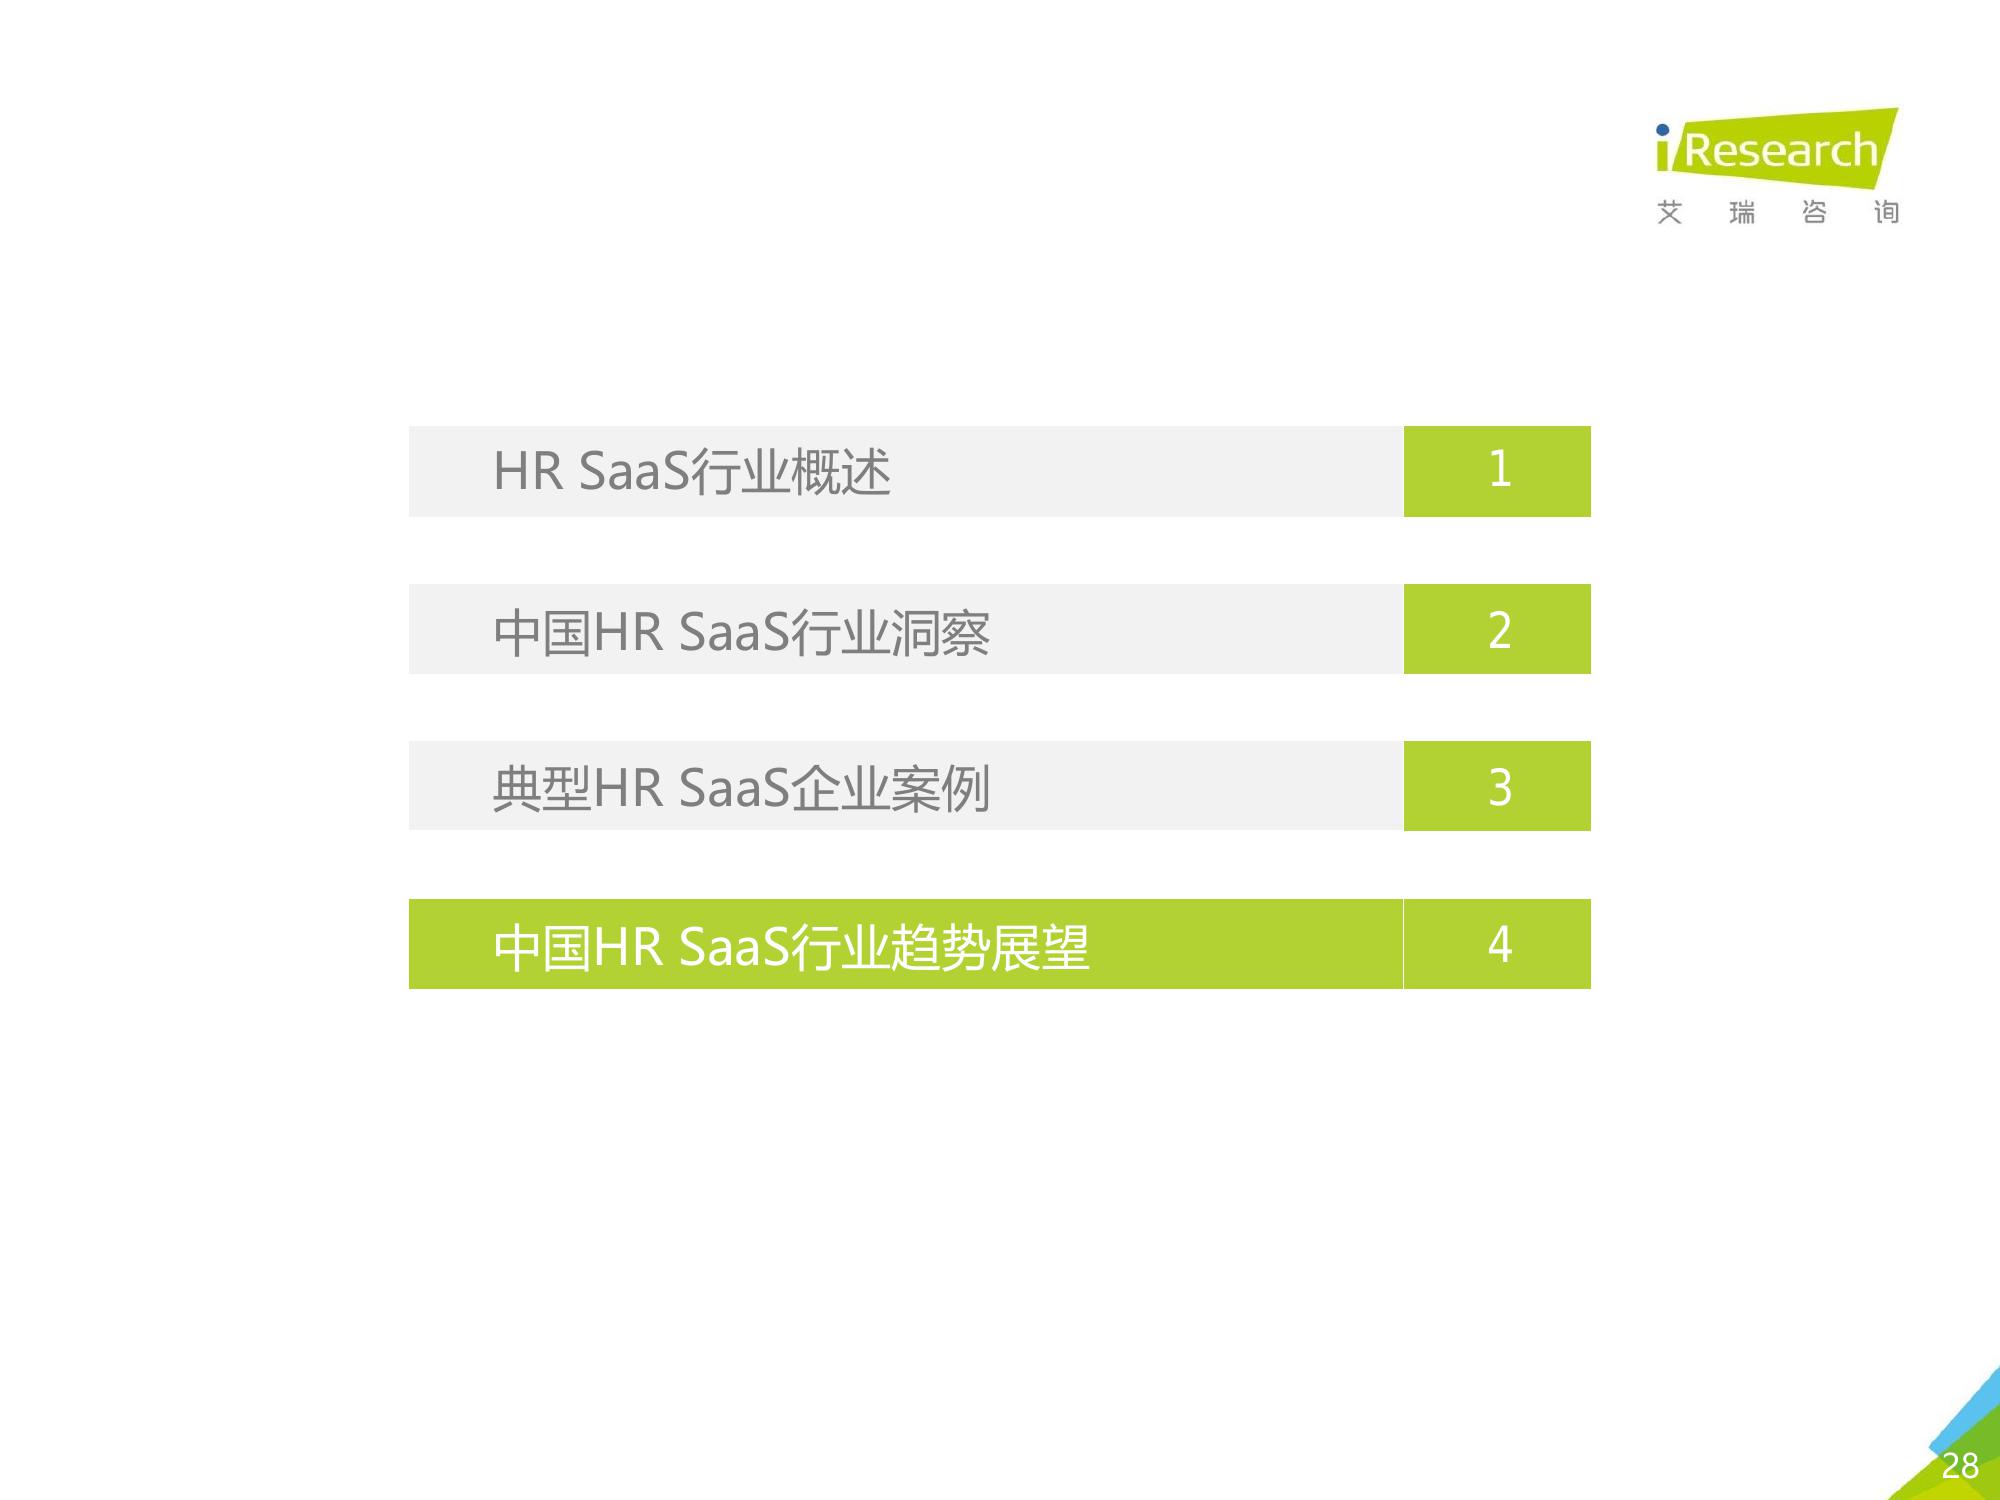 iResearch
艾瑞咨询
HR SaaS行业概述 1
中国HR SaaS行业洞察 2
典型HR SaaS企业案例 3
中国HR SaaS行业趋势展望 4
28